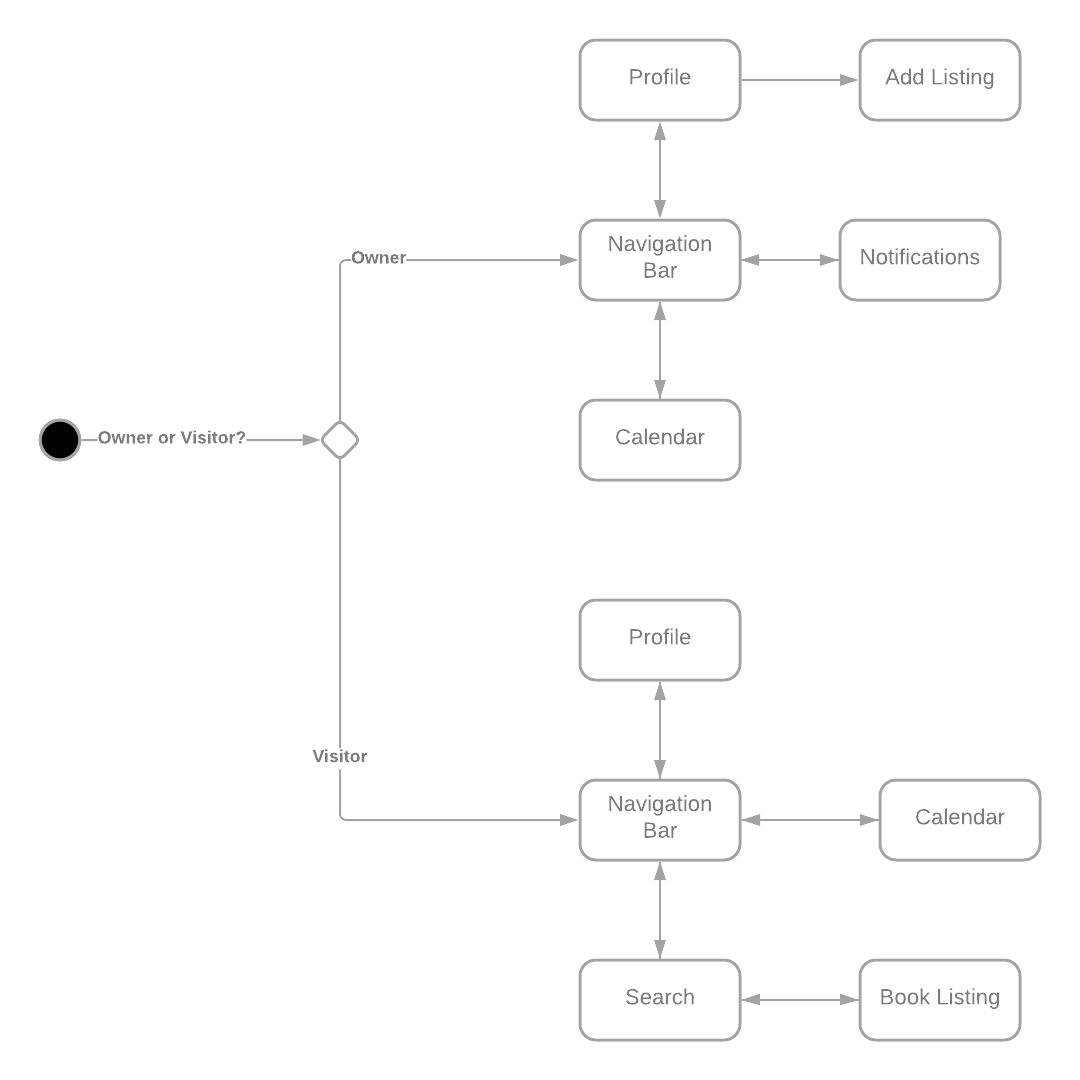 Profile
Add Listing
Owner
Navigation
Bar
Notifications
Owner or Visitor?
Calendar
Profile
Visitor
Navigation
Bar
Calendar
Search
Book Listing